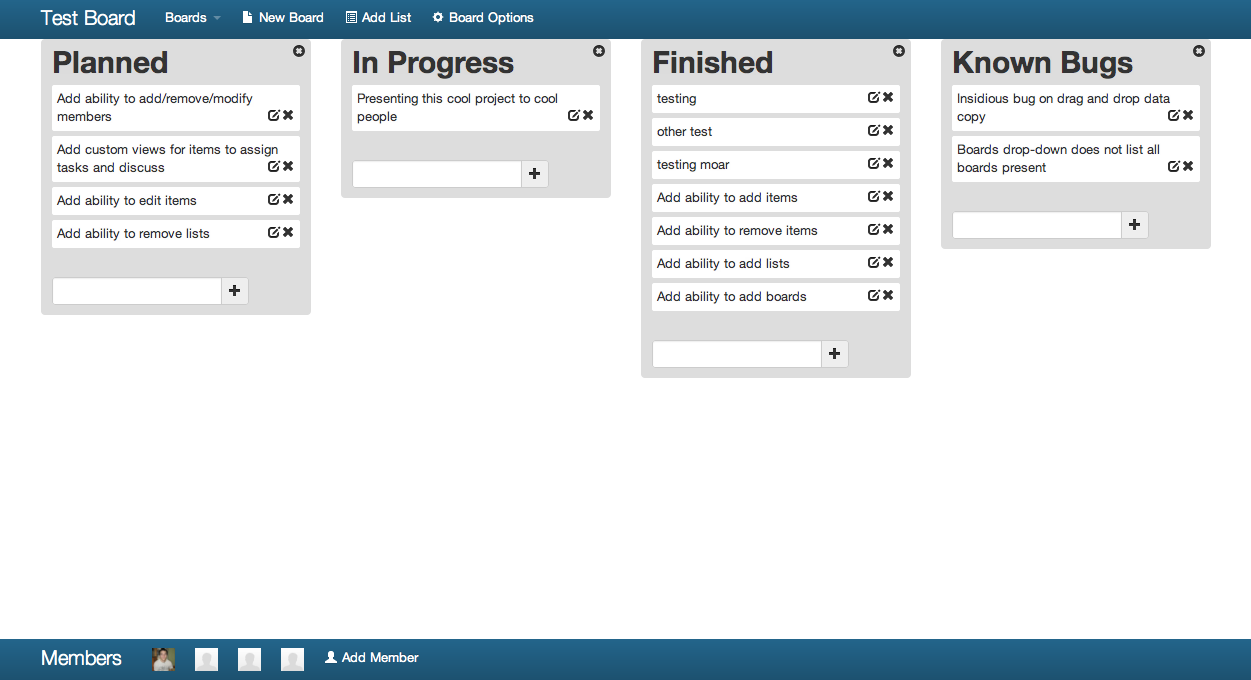 Test Board Boards New Board Add List Board Options
Planned
Add ability to add/remove/modify
members
Add custom views for items to assign
tasks and discuss
Add ability to edit items
Add ability to remove lists
In Progress
Presenting this cool project to cool
people
Finished
testing
other test
testing moar
Add ability to add items
Add ability to remove items
Add ability to add lists
Add ability to add boards
Known Bugs
Insidious bug on drag and drop data
copy
Boards drop-down does not list all
boards present
Members Add Member